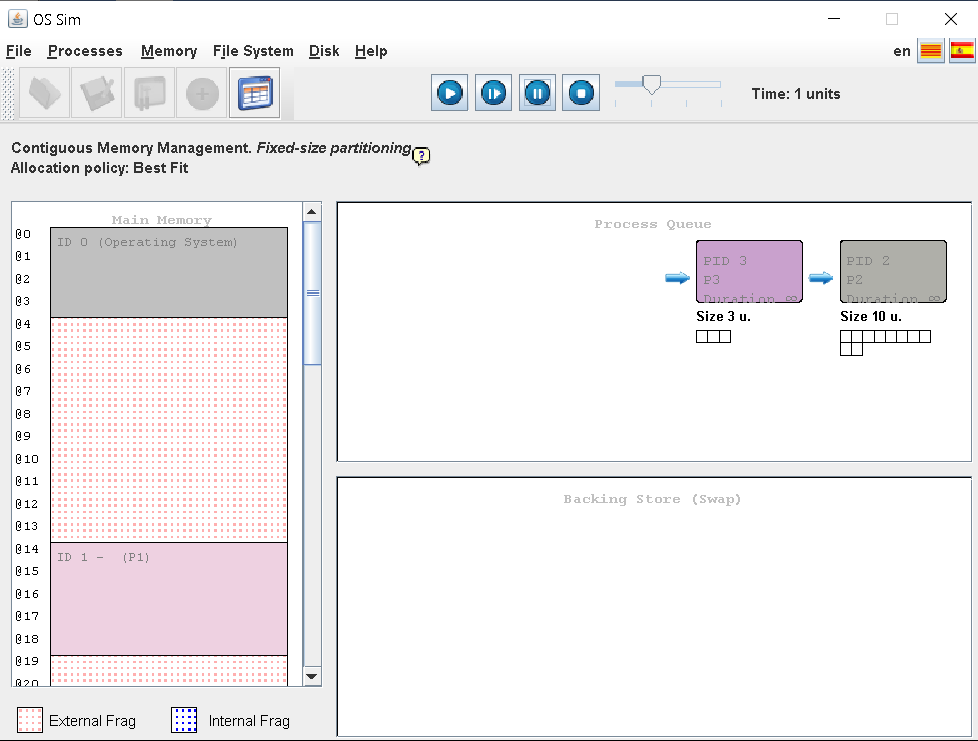 OS Sim
File Processes Memory File System Disk Help
en
Time: 1 units
Contiguous Memory Management. Fixed-size partitioning
?
Allocation policy: Best Fit
Main Memory
@0
ID 0 (Operating System)
@1
@2
@3
@4
@5
@6
@7
@8
@9
@10
@11
@12
@13
@14
ID 1 - (P1)
@15
@16
@17
@18
@19
@20
External Frag
Internal Frag
Process Queue
PID 3
P3
Duration ∞
Size 3 u.
PID 2
P2
Duration ∞
Size 10 u.
Backing Store (Swap)